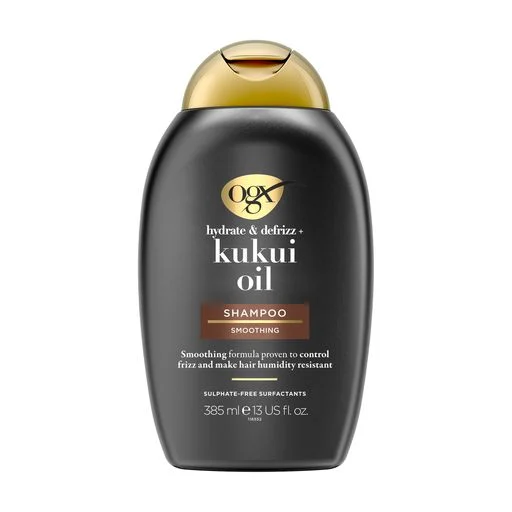 ogx
hydrate & defrizz +
kukui
oil
SHAMPOO
SMOOTHING
Smoothing formula proven to control
frizz and make hair humidity resistant
SULPHATE-FREE SURFACTANTS
385 ml e 13 US fl. oz.